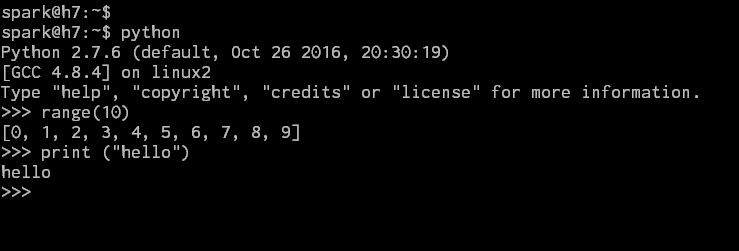 spark@h7:~$
spark@h7:~$ python
Python 2.7.6 (default, Oct 26 2016, 20:30:19)
[GCC 4.8.4] on linux2
Type "help", "copyright", "credits" or "license" for more information.
>>> range(10)
[0, 1, 2, 3, 4, 5, 6, 7, 8, 9]
>>> print ("hello")
hello
>>>